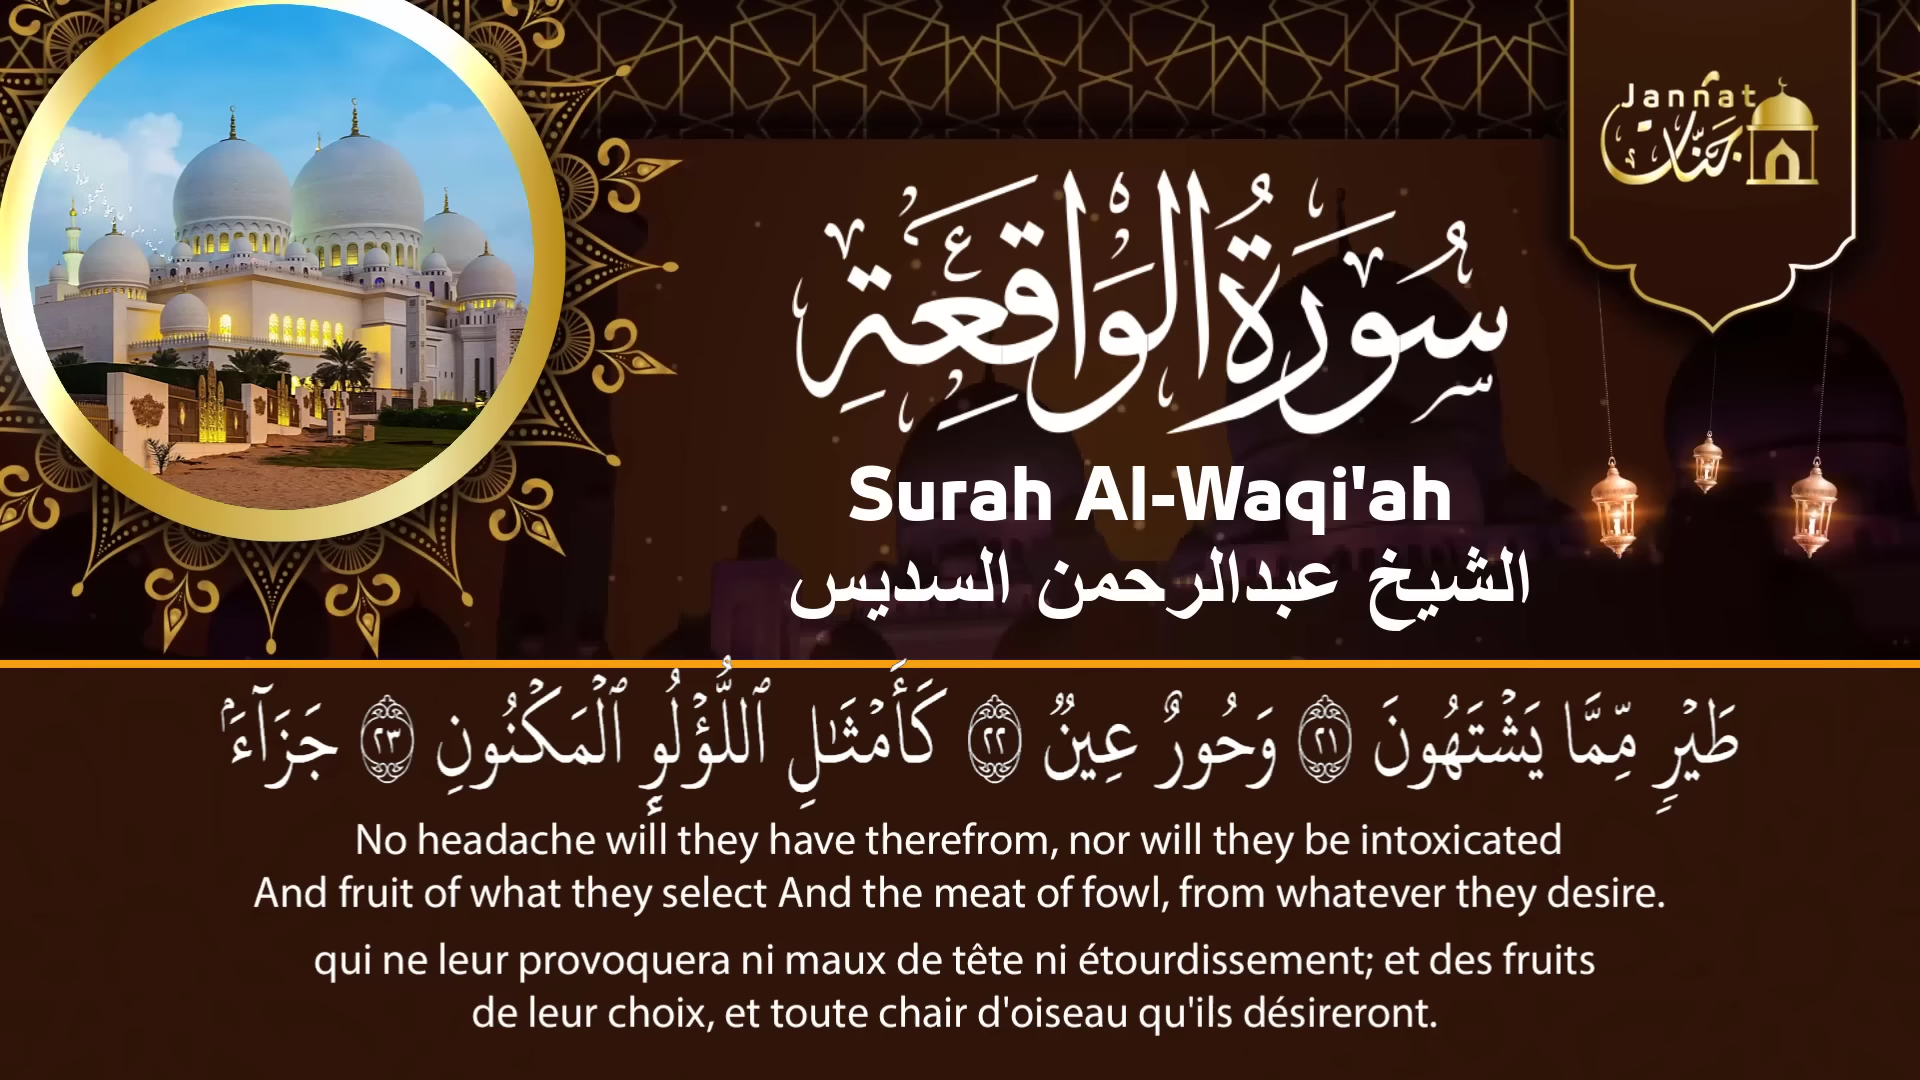 Jannat
جنات
سُورَةُ الْوَاقِعَةِ
Surah Al-Waqi'ah
الشيخ عبدالرحمن السديس
طَيْرٍ مِّمَّا يَشْتَهُونَ ٢١ وَحُورٌ عِينٌ ٢٢ كَأَمْثَٰلِ ٱللُّؤْلُؤِ ٱلْمَكْنُونِ ٢٣ جَزَآءَۢ
No headache will they have therefrom, nor will they be intoxicated
And fruit of what they select And the meat of fowl, from whatever they desire.
qui ne leur provoquera ni maux de tête ni étourdissement; et des fruits
de leur choix, et toute chair d'oiseau qu'ils désireront.